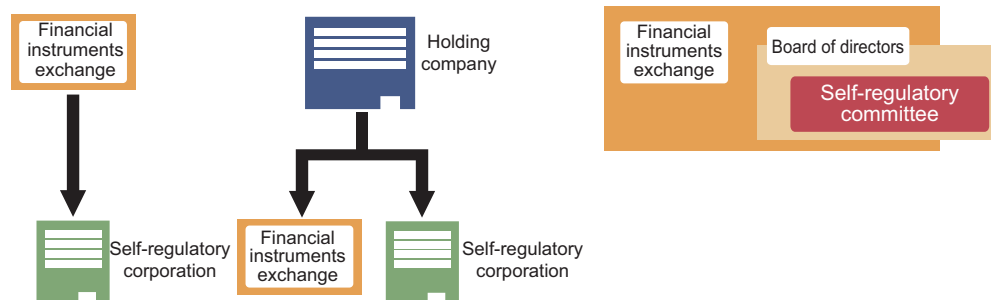 Financial
instruments
exchange
Self-regulatory
corporation
Holding
company
Financial
instruments
exchange
Self-regulatory
corporation
Financial
instruments
exchange
Board of directors
Self-regulatory
committee